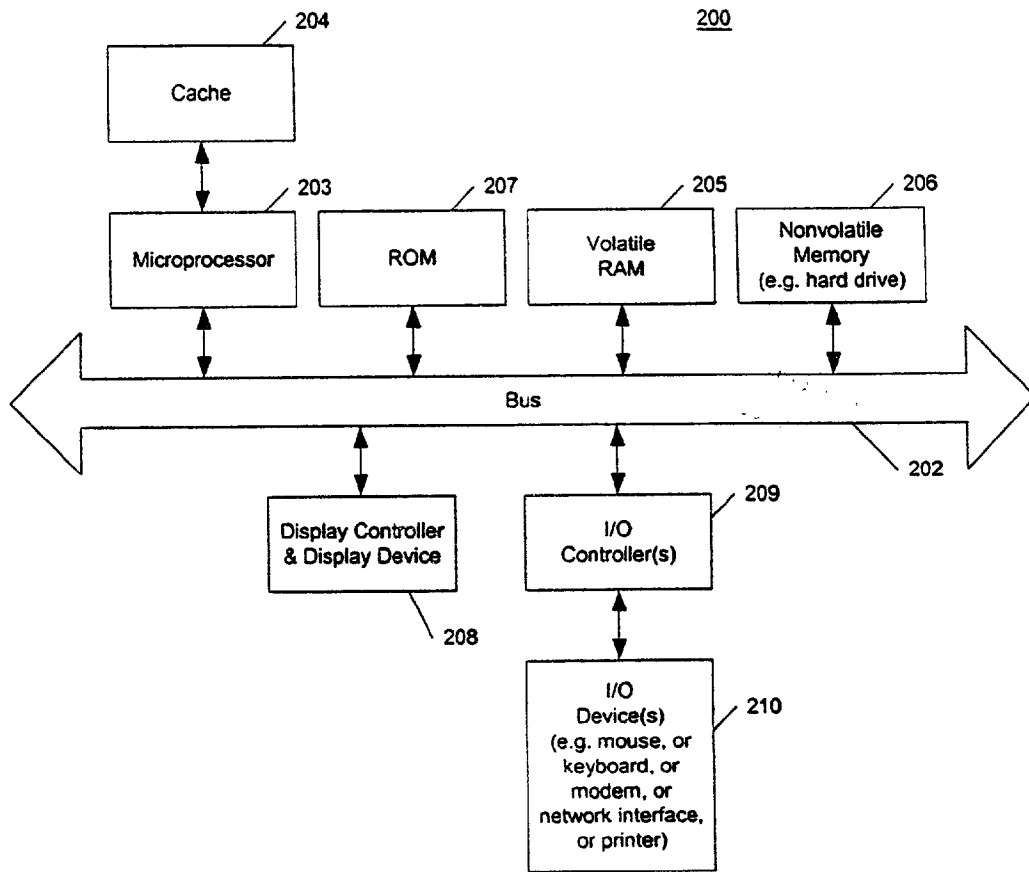 200
204
Cache
203
Microprocessor
207
ROM
205
Volatile
RAM
206
Nonvolatile
Memory
(e.g. hard drive)
Bus
202
Display Controller
& Display Device
208
209
I/O
Controller(s)
I/O
Device(s)
(e.g. mouse, or
keyboard, or
modem, or
network interface,
or printer)
210